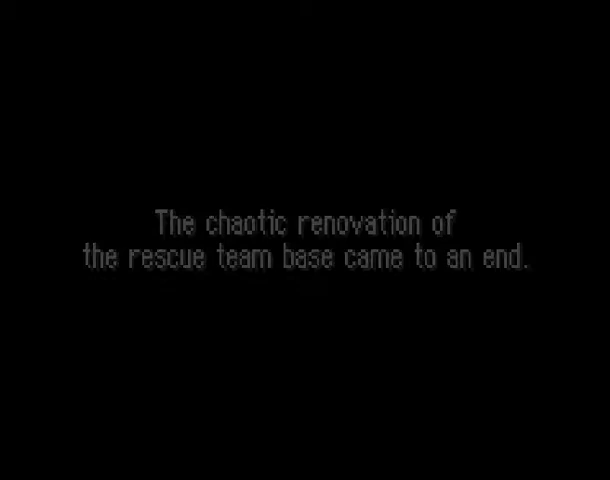 The chaotic renovation of
the rescue team base came to an end.